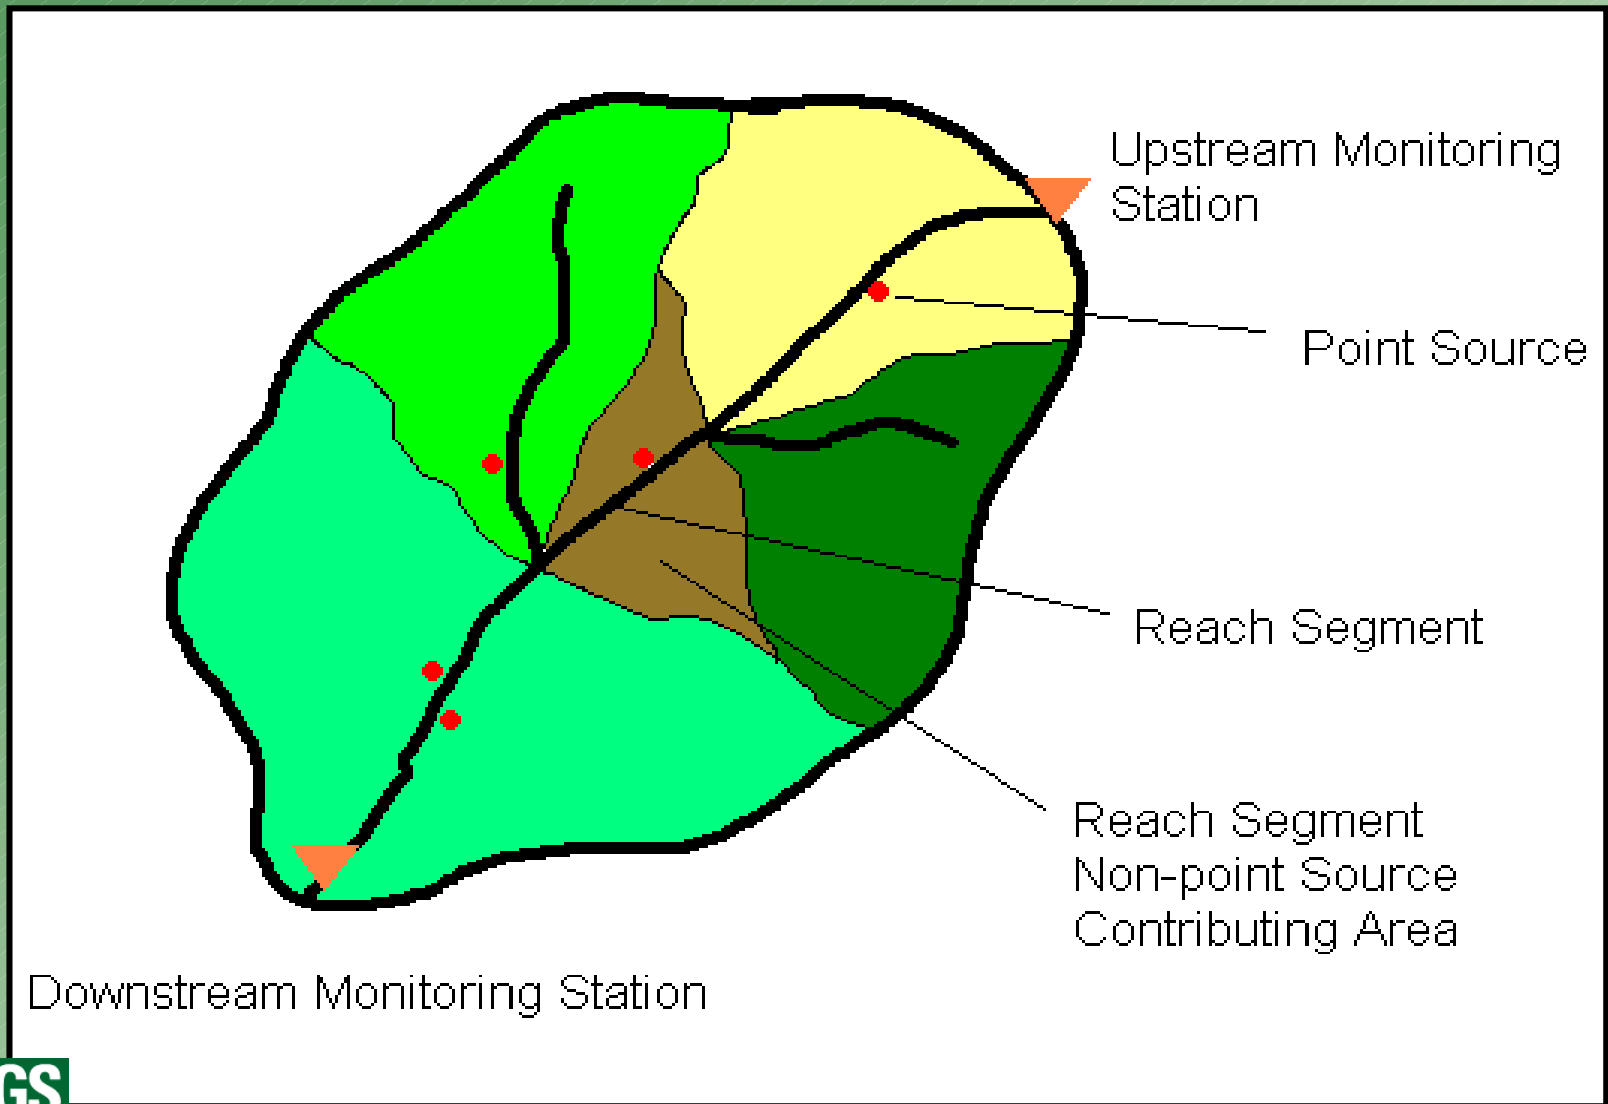 Upstream Monitoring
Station
Point Source
Reach Segment
Reach Segment
Non-point Source
Contributing Area
Downstream Monitoring Station
GS